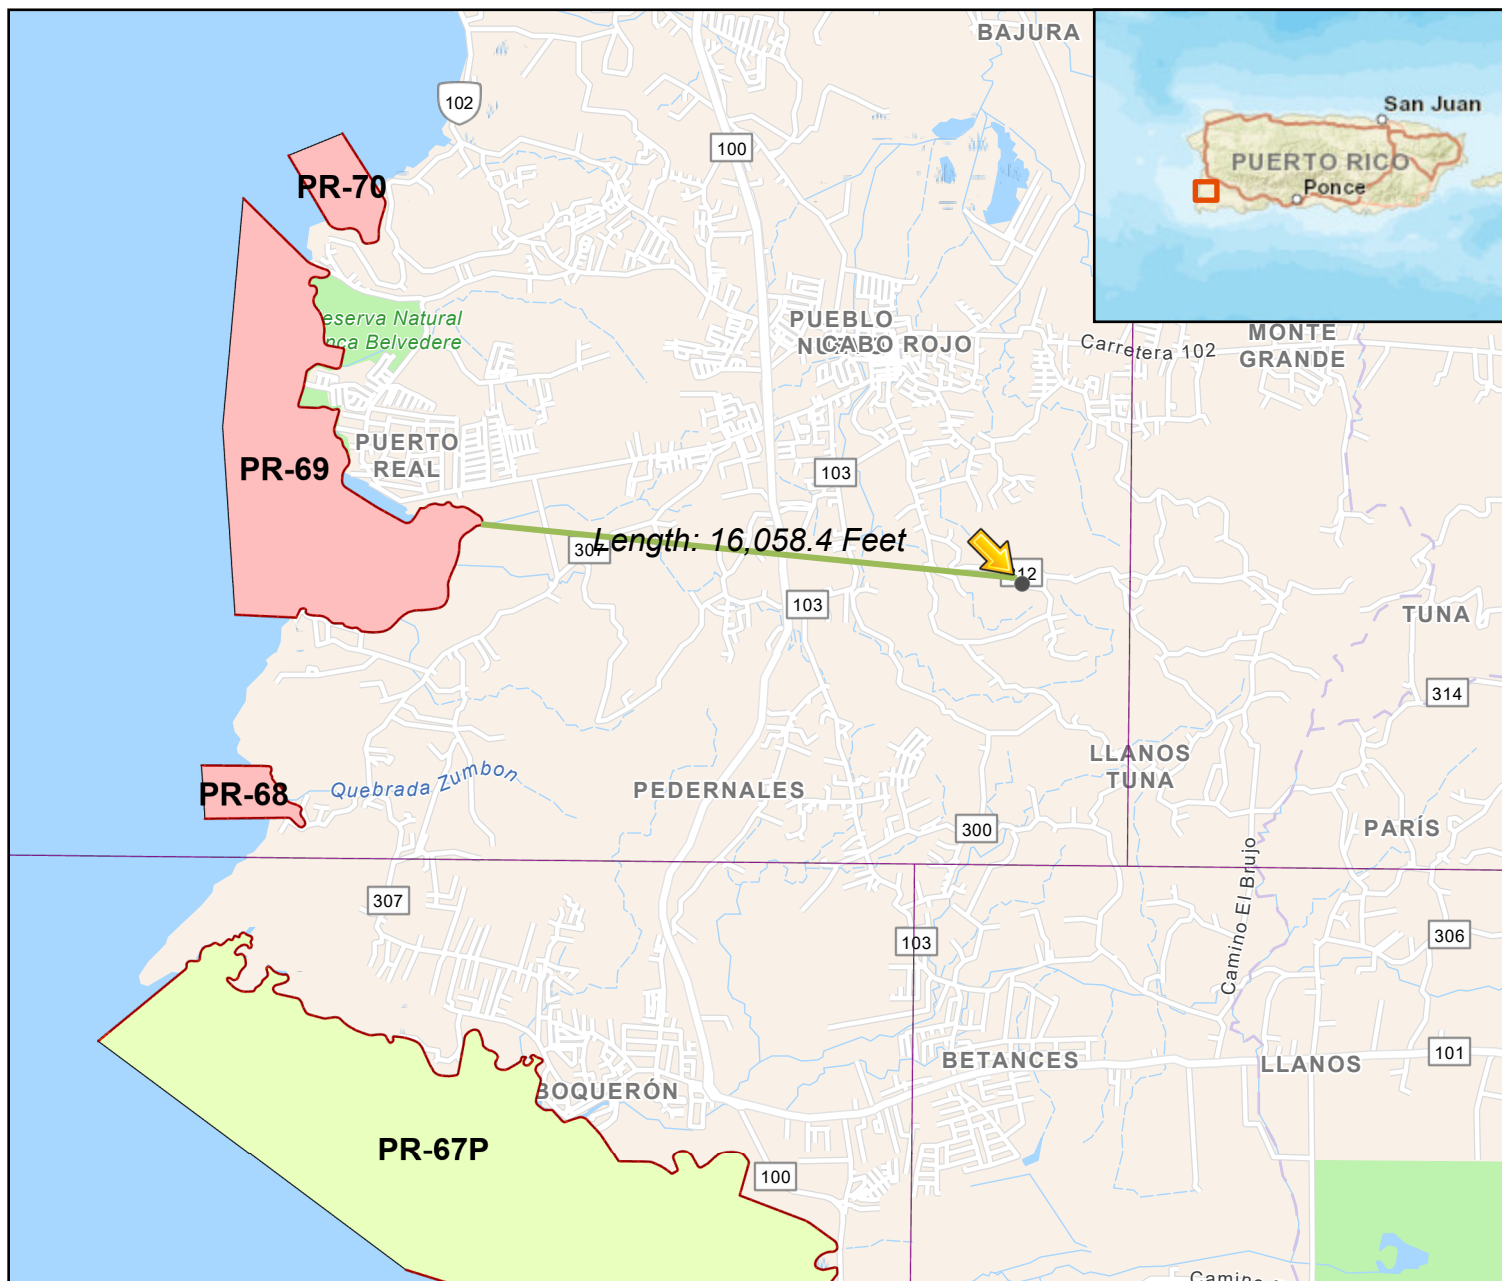 BAJURA
San Juan
PUERTO RICO
Ponce
102
100
PR-70
eserva Natural
nca Belvedere
PUEBLO
CABO ROJO
Carretera 102
MONTE
GRANDE
PUERTO
REAL
PR-69
103
Length: 16,058.4 Feet
307
312
103
TUNA
314
LLANOS
TUNA
Quebrada Zumbon
PEDERNALES
PR-68
300
PARÍS
Camino El Brujo
307
103
306
BETANCES
LLANOS
101
BOQUERÓN
PR-67P
100
Camino